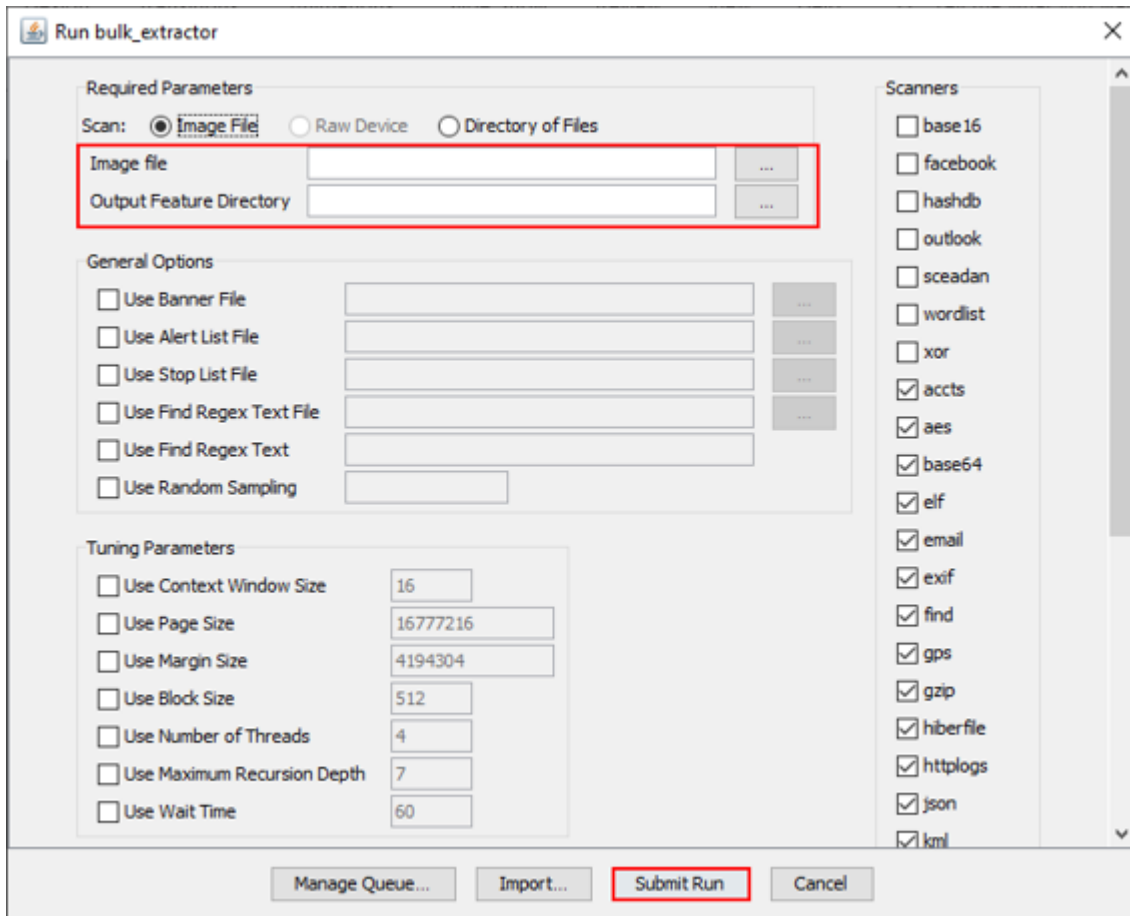 Run bulk_extractor
Required Parameters
Scan: Image File Raw Device Directory of Files
Image file ...
Output Feature Directory ...
General Options
Use Banner File ...
Use Alert List File ...
Use Stop List File ...
Use Find Regex Text File ...
Use Find Regex Text
Use Random Sampling
Tuning Parameters
Use Context Window Size 16
Use Page Size 16777216
Use Margin Size 4194304
Use Block Size 512
Use Number of Threads 4
Use Maximum Recursion Depth 7
Use Wait Time 60
Scanners
base16
facebook
hashdb
outlook
sceadan
wordlist
xor
accts
aes
base64
elf
email
exif
find
gps
gzip
hiberfile
httplogs
json
kml
Manage Queue... Import... Submit Run Cancel